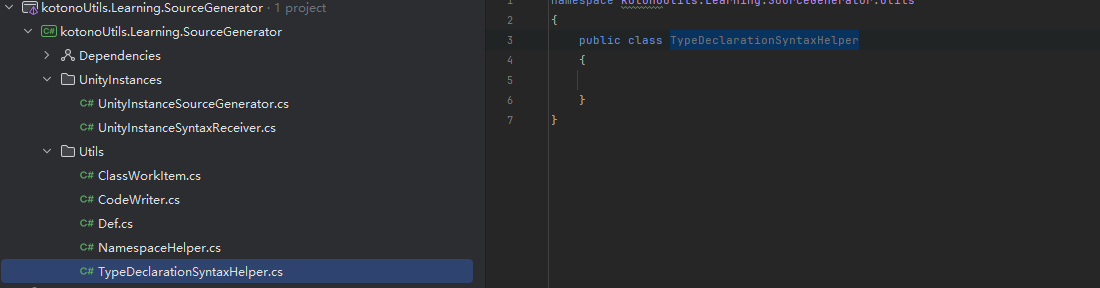 kotonoUtils.Learning.SourceGenerator · 1 project
C# kotonoUtils.Learning.SourceGenerator
Dependencies
UnityInstances
C# UnityInstanceSourceGenerator.cs
C# UnityInstanceSyntaxReceiver.cs
Utils
C# ClassWorkItem.cs
C# CodeWriter.cs
C# Def.cs
C# NamespaceHelper.cs
C# TypeDeclarationSyntaxHelper.cs
1 namespace KotonoUtils.Learning.SourceGenerator.Utils
2 {
3 public class TypeDeclarationSyntaxHelper
4 {
5
6 }
7 }